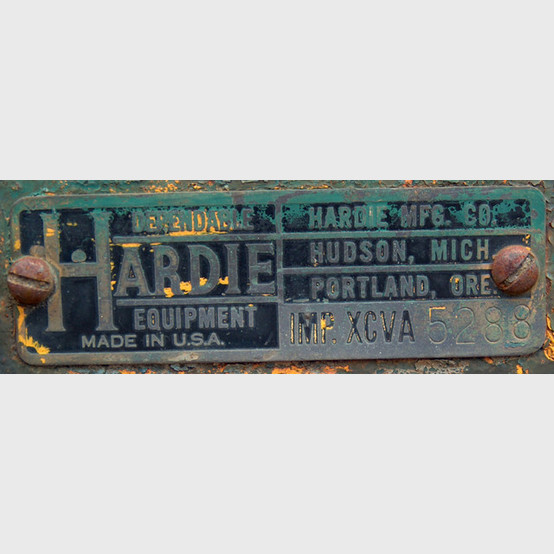 DEPENDABLE
HARDIE
EQUIPMENT
MADE IN U.S.A.
HARDIE MFG. CO.
HUDSON, MICH.
PORTLAND, ORE.
IMP. XCVA 5288